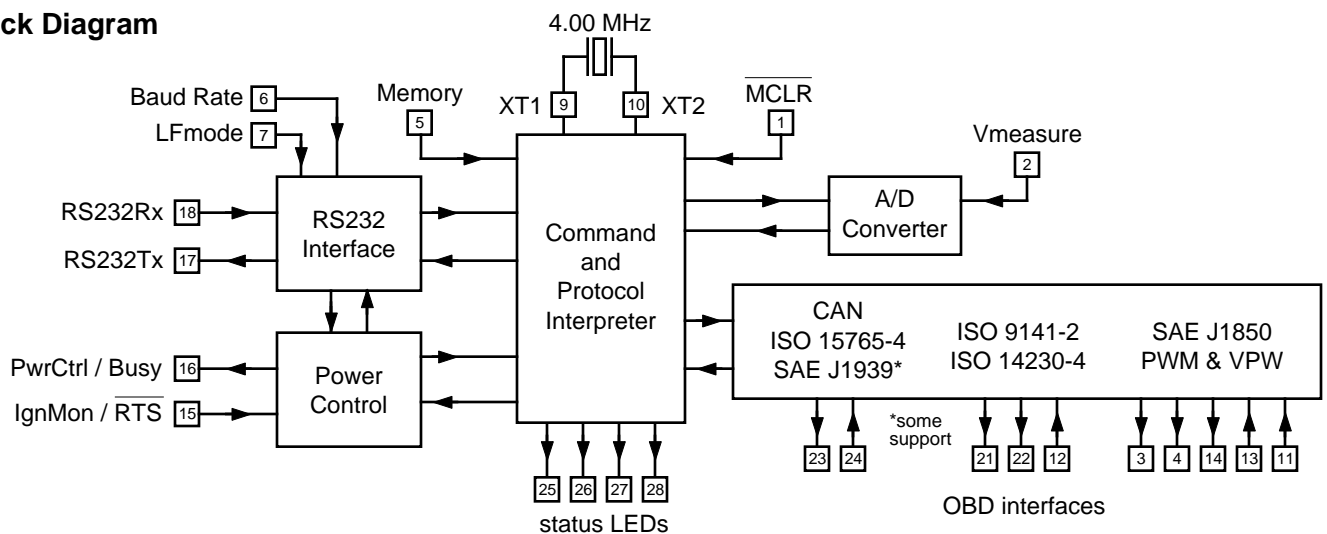 ck Diagram
4.00 MHz
Baud Rate 6
LFmode 7
Memory
5
XT1 9
10 XT2
MCLR
1
Vmeasure
2
RS232Rx 18
RS232Tx 17
RS232
Interface
Command
and
Protocol
Interpreter
A/D
Converter
PwrCtrl / Busy 16
IgnMon / RTS 15
Power
Control
CAN
ISO 15765-4
SAE J1939*
ISO 9141-2
ISO 14230-4
SAE J1850
PWM & VPW
*some
support
23 24
21 22 12
3 4 14 13 11
OBD interfaces
25 26 27 28
status LEDs